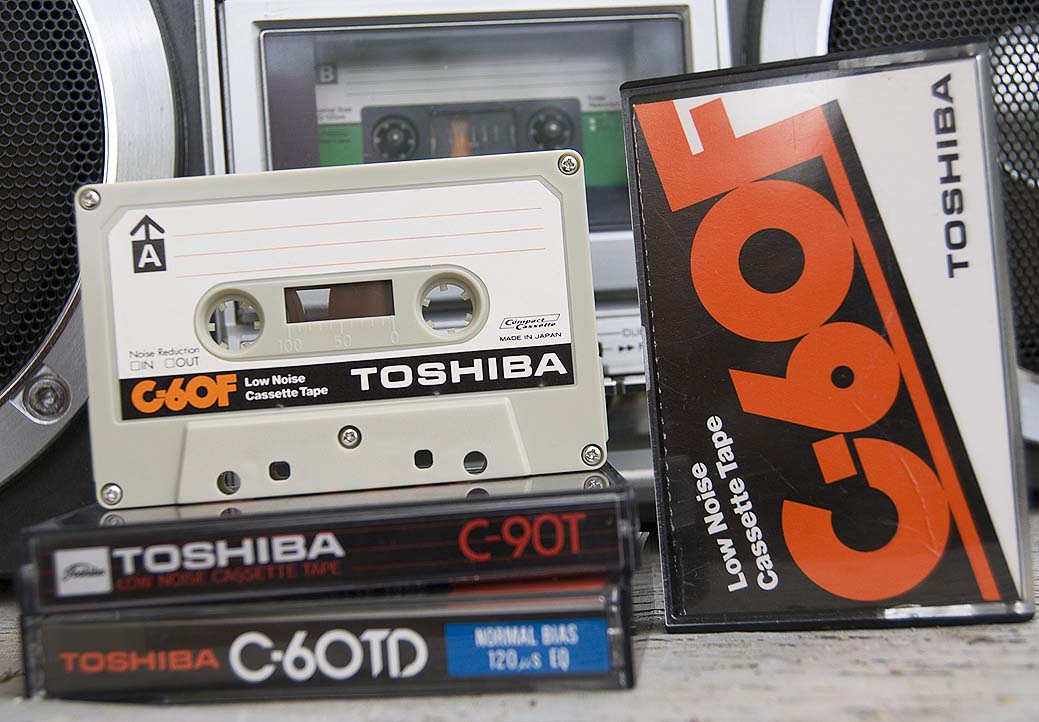 B
A
Compact
Cassette
MADE IN JAPAN
Noise Reduction
□IN □OUT
100 50 0
C-60F
Low Noise
Cassette Tape
TOSHIBA
TOSHIBA
C-60F
Low Noise
Cassette Tape
TOSHIBA
LOW NOISE CASSETTE TAPE
C-90T
TOSHIBA
C-60TD
NORMAL BIAS
120μs EQ